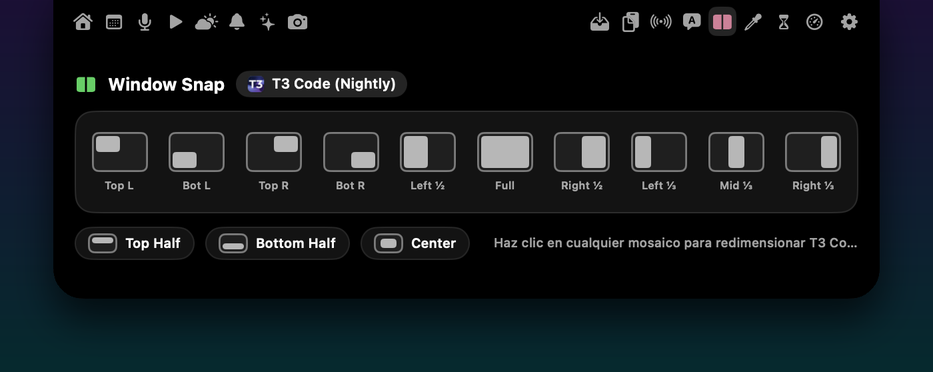 A
Window Snap
T3 T3 Code (Nightly)
Top L
Bot L
Top R
Bot R
Left ½
Full
Right ½
Left ⅓
Mid ⅓
Right ⅓
Top Half
Bottom Half
Center
Haz clic en cualquier mosaico para redimensionar T3 Co...